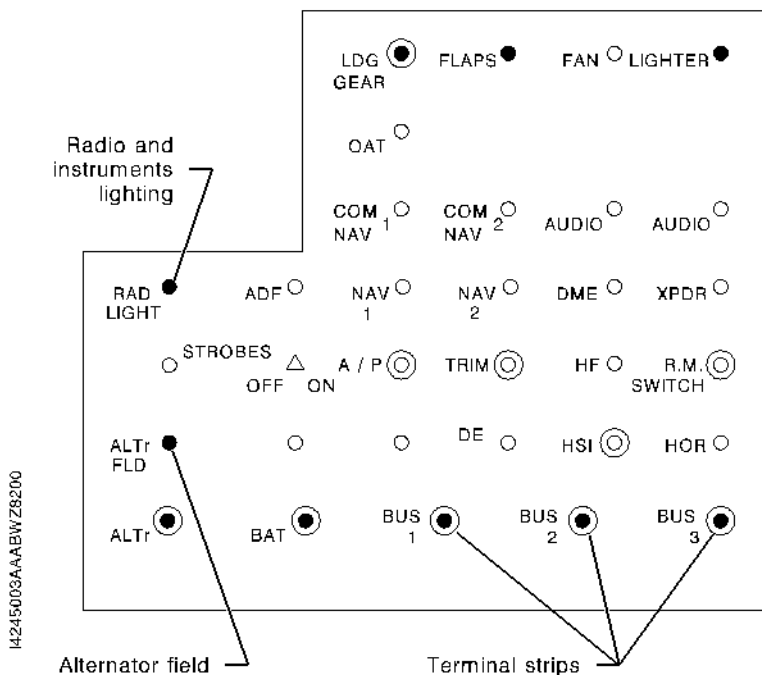 LDG GEAR FLAPS FAN LIGHTER
OAT
Radio and
instruments
lighting
COM NAV 1 COM NAV 2 AUDIO AUDIO
RAD LIGHT ADF NAV 1 NAV 2 DME XPDR
STROBES OFF ON A / P TRIM HF R.M. SWITCH
ALTr FLD DE HSI HOR
ALTr BAT BUS 1 BUS 2 BUS 3
Alternator field Terminal strips